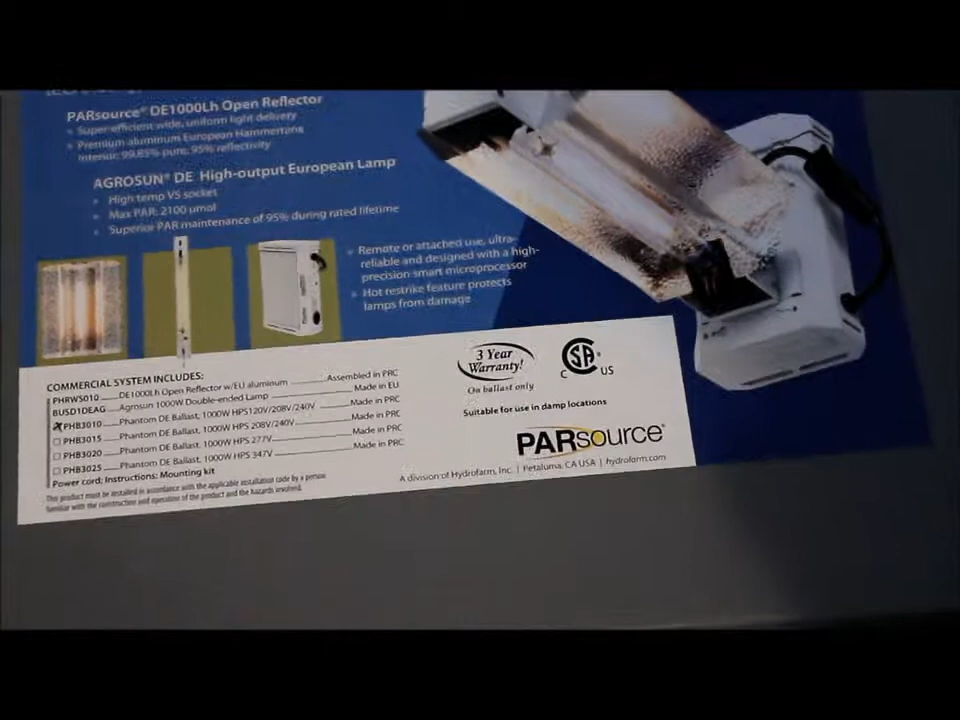 PARsource® DE1000Lh Open Reflector
» Super-efficient wide, uniform light delivery
» Premium aluminum European Hammertone
interior; 99.85% pure, 95% reflectivity
AGROSUN® DE High-output European Lamp
» High temp VS socket
» Max PAR: 2100 µmol
» Superior PAR maintenance of 95% during rated lifetime
» Remote or attached use, ultra-
reliable and designed with a high-
precision smart microprocessor
» Hot restrike feature protects
lamps from damage
COMMERCIAL SYSTEM INCLUDES:
PHRWS010 DE1000Lh Open Reflector w/EU aluminum Assembled in PRC
BUSD1DEAG Agrosun 1000W Double-ended Lamp Made in EU
PHB3010 Phantom DE Ballast, 1000W HPS120V/208V/240V Made in PRC
PHB3015 Phantom DE Ballast, 1000W HPS 208V/240V Made in PRC
PHB3020 Phantom DE Ballast, 1000W HPS 277V Made in PRC
PHB3025 Phantom DE Ballast, 1000W HPS 347V Made in PRC
Power cord; Instructions; Mounting kit
This product must be installed in accordance with the applicable installation code by a person
familiar with the construction and operation of the product and the hazards involved.
3 Year
Warranty!
On ballast only
C SA® US
Suitable for use in damp locations
PARsource®
A division of Hydrofarm, Inc. | Petaluma, CA USA | hydrofarm.com